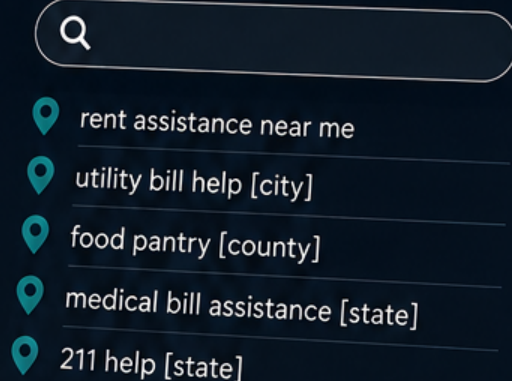 rent assistance near me
utility bill help [city]
food pantry [county]
medical bill assistance [state]
211 help [state]